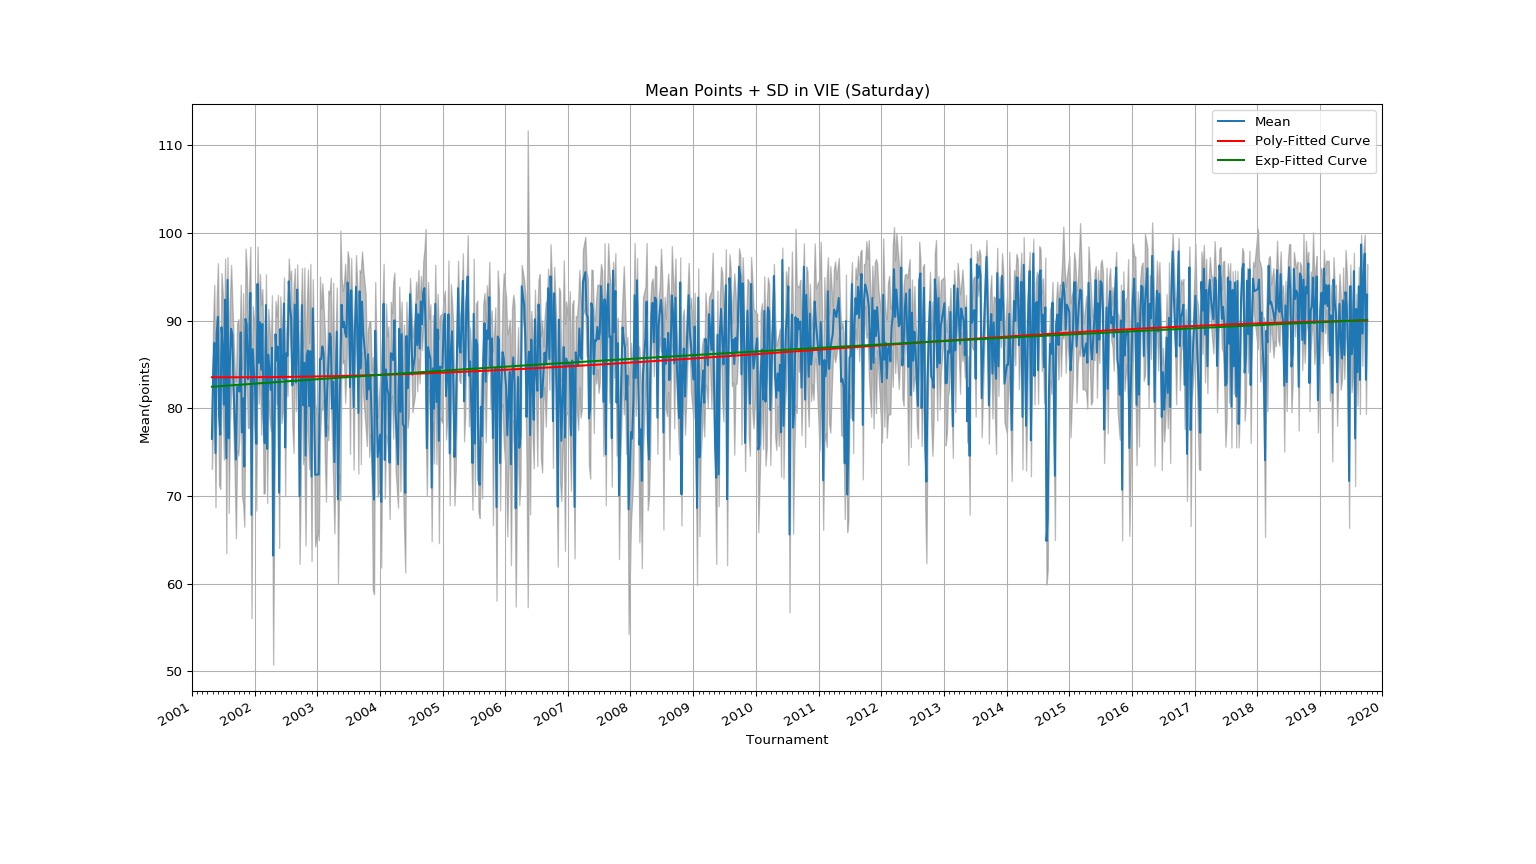 Mean Points + SD in VIE (Saturday)
Mean
Poly-Fitted Curve
Exp-Fitted Curve
Mean(points)
110
100
90
80
70
60
50
2001 2002 2003 2004 2005 2006 2007 2008 2009 2010 2011 2012 2013 2014 2015 2016 2017 2018 2019 2020
Tournament